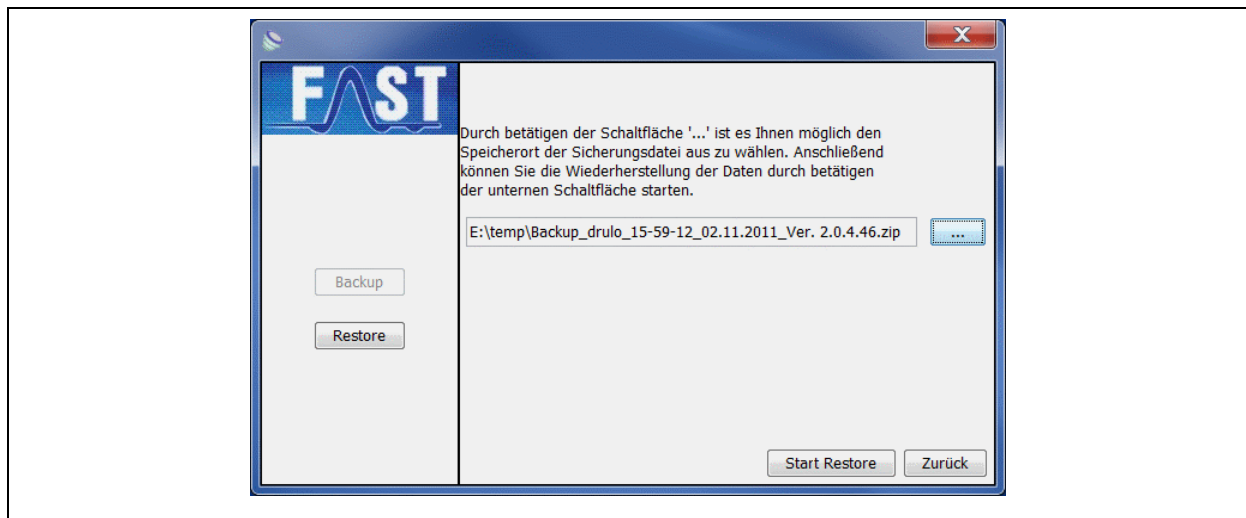 X
FAST
Durch betätigen der Schaltfläche '...' ist es Ihnen möglich den
Speicherort der Sicherungsdatei aus zu wählen. Anschließend
können Sie die Wiederherstellung der Daten durch betätigen
der unternen Schaltfläche starten.
E:\temp\Backup_drulo_15-59-12_02.11.2011_Ver. 2.0.4.46.zip
...
Backup
Restore
Start Restore
Zurück